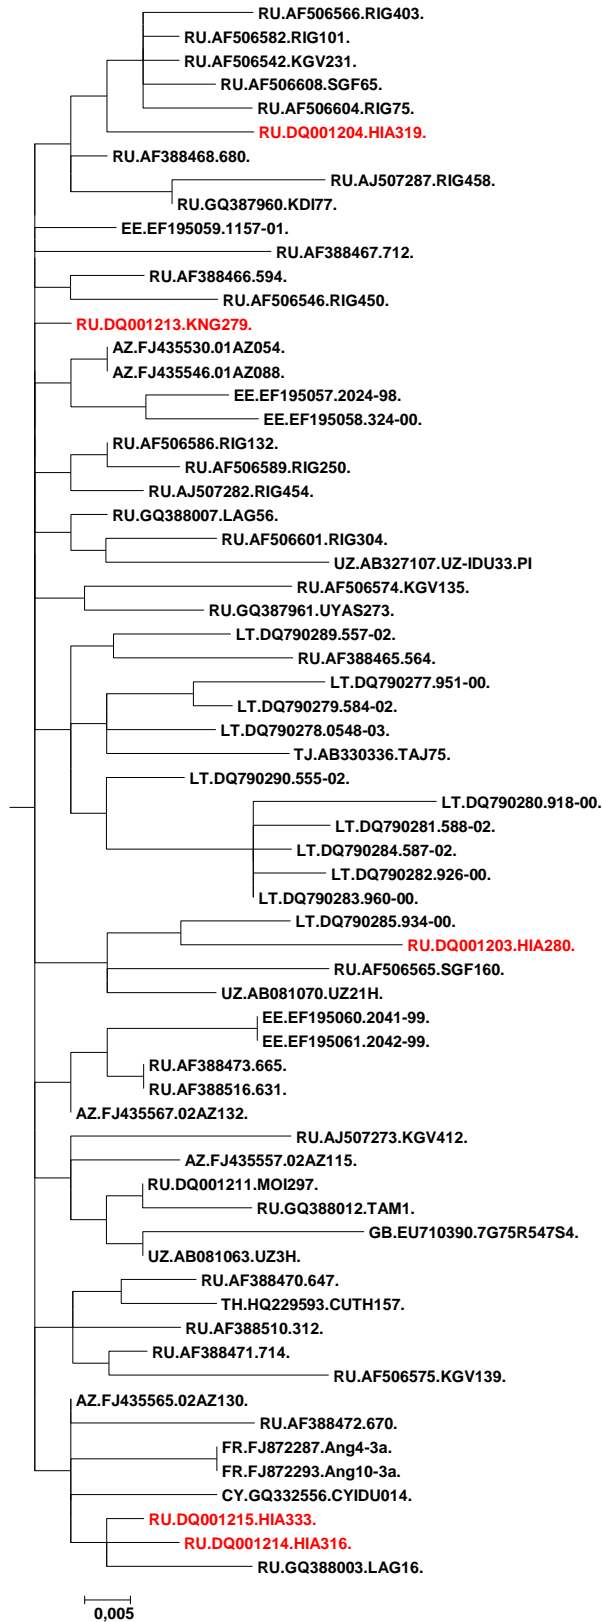 RU.AF506566.RIG403.
RU.AF506582.RIG101.
RU.AF506542.KGV231.
RU.AF506608.SGF65.
RU.AF506604.RIG75.
RU.DQ001204.HIA319.
RU.AF388468.680.
RU.AJ507287.RIG458.
RU.GQ387960.KDI77.
EE.EF195059.1157-01.
RU.AF388467.712.
RU.AF388466.594.
RU.AF506546.RIG450.
RU.DQ001213.KNG279.
AZ.FJ435530.01AZ054.
AZ.FJ435546.01AZ088.
EE.EF195057.2024-98.
EE.EF195058.324-00.
RU.AF506586.RIG132.
RU.AF506589.RIG250.
RU.AJ507282.RIG454.
RU.GQ388007.LAG56.
RU.AF506601.RIG304.
UZ.AB327107.UZ-IDU33.PI
RU.AF506574.KGV135.
RU.GQ387961.UYAS273.
LT.DQ790289.557-02.
RU.AF388465.564.
LT.DQ790277.951-00.
LT.DQ790279.584-02.
LT.DQ790278.0548-03.
TJ.AB330336.TAJ75.
LT.DQ790290.555-02.
LT.DQ790280.918-00.
LT.DQ790281.588-02.
LT.DQ790284.587-02.
LT.DQ790282.926-00.
LT.DQ790283.960-00.
LT.DQ790285.934-00.
RU.DQ001203.HIA280.
RU.AF506565.SGF160.
UZ.AB081070.UZ21H.
EE.EF195060.2041-99.
EE.EF195061.2042-99.
RU.AF388473.665.
RU.AF388516.631.
AZ.FJ435567.02AZ132.
RU.AJ507273.KGV412.
AZ.FJ435557.02AZ115.
RU.DQ001211.MOI297.
RU.GQ388012.TAM1.
GB.EU710390.7G75R547S4.
UZ.AB081063.UZ3H.
RU.AF388470.647.
TH.HQ229593.CUTH157.
RU.AF388510.312.
RU.AF388471.714.
RU.AF506575.KGV139.
AZ.FJ435565.02AZ130.
RU.AF388472.670.
FR.FJ872287.Ang4-3a.
FR.FJ872293.Ang10-3a.
CY.GQ332556.CYIDU014.
RU.DQ001215.HIA333.
RU.DQ001214.HIA316.
RU.GQ388003.LAG16.
0,005